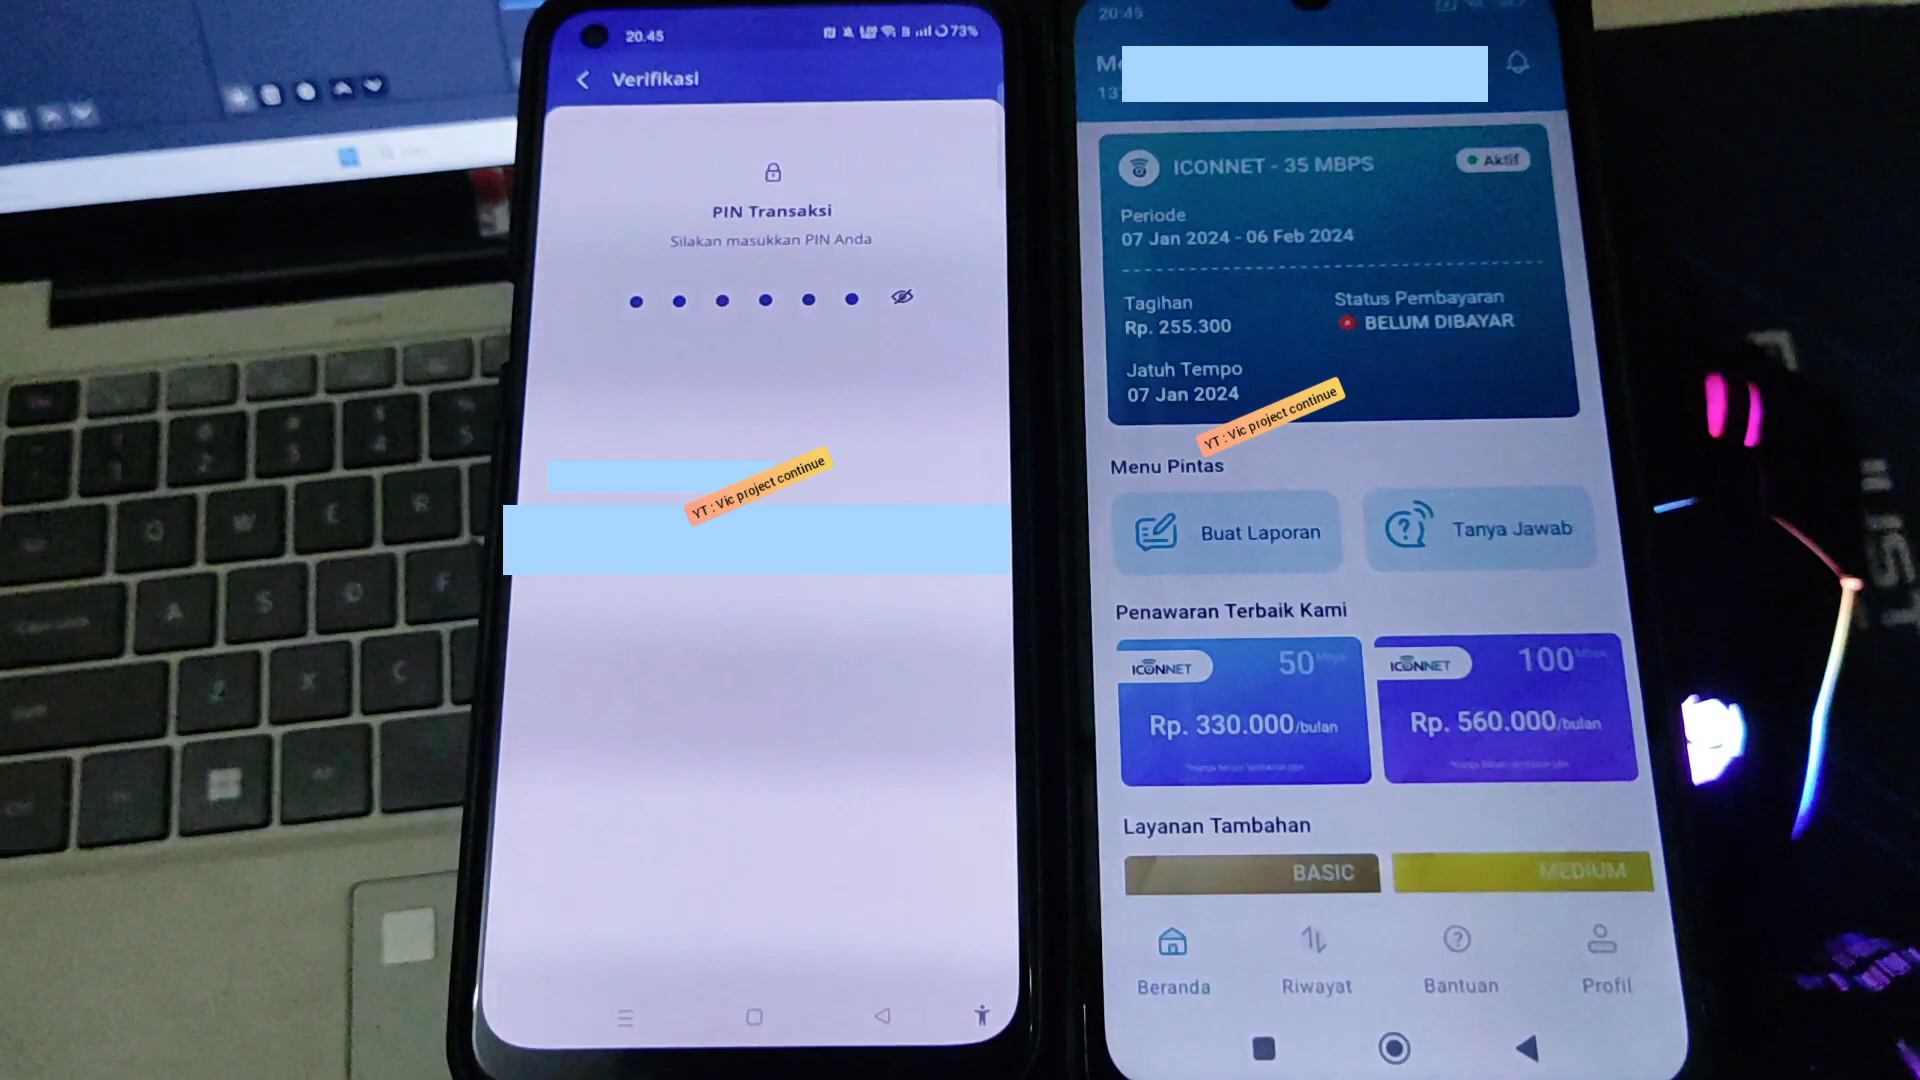 20.45
73%
Verifikasi
PIN Transaksi
Silakan masukkan PIN Anda
YT : Vic project continue
20:45
ICONNET - 35 MBPS
Aktif
Periode
07 Jan 2024 - 06 Feb 2024
Tagihan
Rp. 255.300
Status Pembayaran
BELUM DIBAYAR
Jatuh Tempo
07 Jan 2024
YT : Vic project continue
Menu Pintas
Buat Laporan
Tanya Jawab
Penawaran Terbaik Kami
ICONNET
50 Mbps
Rp. 330.000/bulan
ICONNET
100 Mbps
Rp. 560.000/bulan
Layanan Tambahan
BASIC
MEDIUM
Beranda
Riwayat
Bantuan
Profil
Q
W
E
R
A
S
D
F
Z
X
C